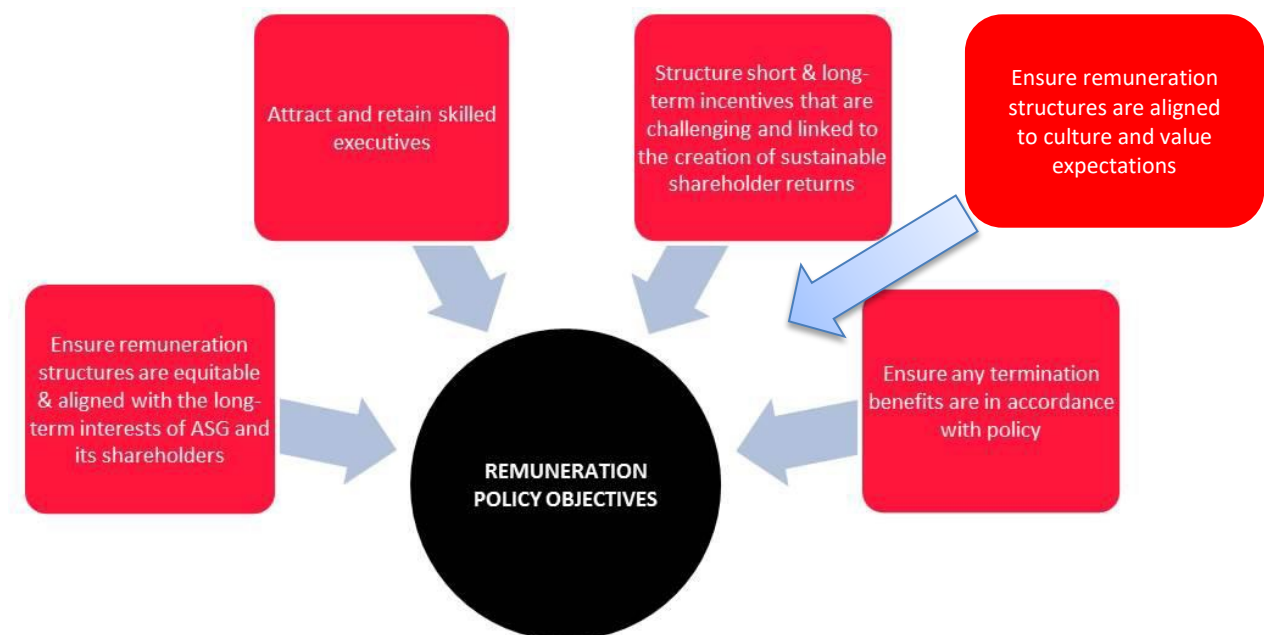 Attract and retain skilled
executives
Structure short & long-
term incentives that are
challenging and linked to
the creation of sustainable
shareholder returns
Ensure remuneration
structures are aligned
to culture and value
expectations
Ensure remuneration
structures are equitable
& aligned with the long-
term interests of ASG and
its shareholders
Ensure any termination
benefits are in accordance
with policy
REMUNERATION
POLICY OBJECTIVES